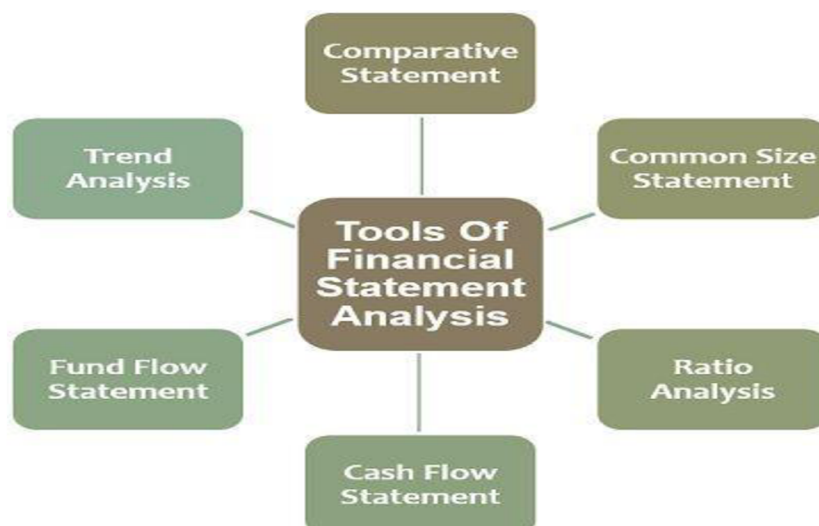 Comparative
Statement
Trend
Analysis
Common Size
Statement
Tools Of
Financial
Statement
Analysis
Fund Flow
Statement
Ratio
Analysis
Cash Flow
Statement